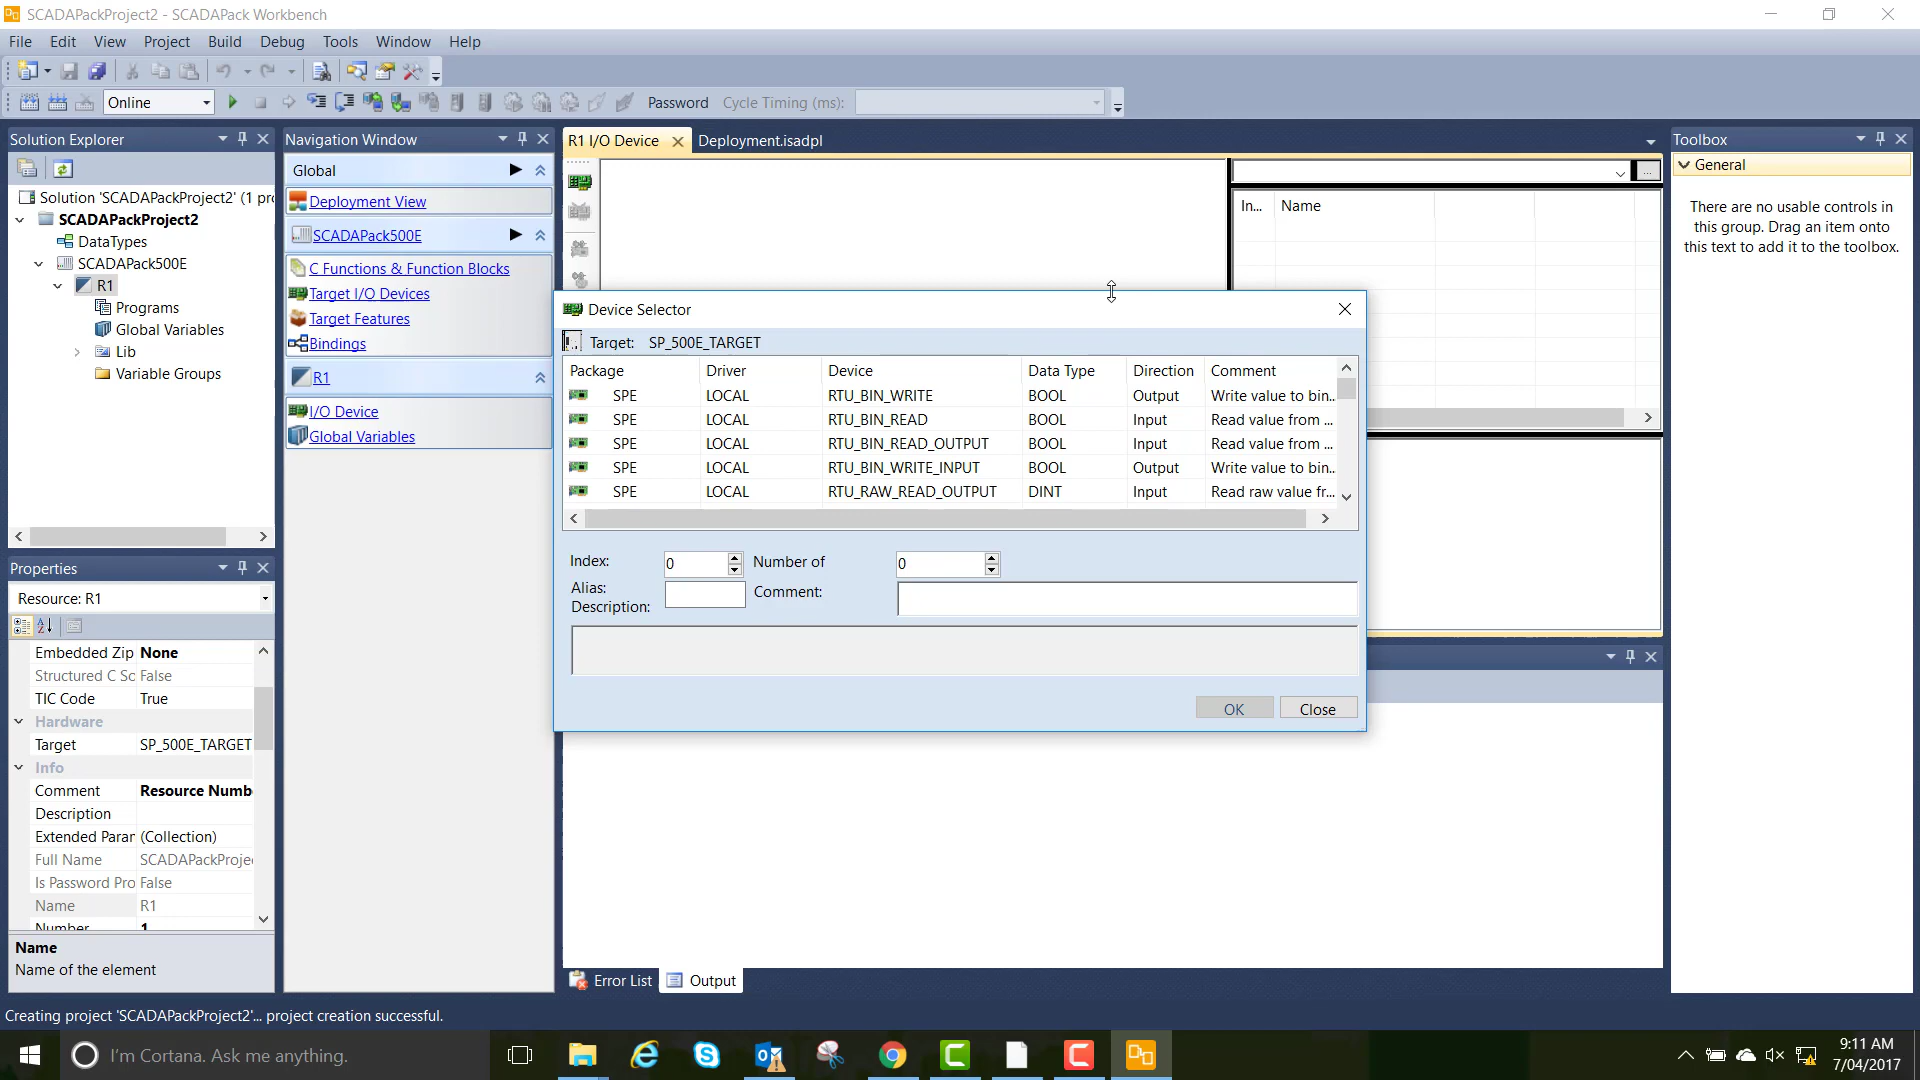 SCADAPackProject2 - SCADAPack Workbench
File Edit View Project Build Debug Tools Window Help
Online Password Cycle Timing (ms):
Solution Explorer
Solution 'SCADAPackProject2' (1 pr
SCADAPackProject2
DataTypes
SCADAPack500E
R1
Programs
Global Variables
Lib
Variable Groups
Properties
Resource: R1
Embedded Zip None
Structured C So False
TIC Code True
Hardware
Target SP_500E_TARGET
Info
Comment Resource Numb
Description
Extended Parar (Collection)
Full Name SCADAPackProje
Is Password Pro False
Name R1
Number 1
Name
Name of the element
Navigation Window
Global
Deployment View
SCADAPack500E
C Functions & Function Blocks
Target I/O Devices
Target Features
Bindings
R1
I/O Device
Global Variables
R1 I/O Device Deployment.isadpl
In... Name
Device Selector
Target: SP_500E_TARGET
Package Driver Device Data Type Direction Comment
SPE LOCAL RTU_BIN_WRITE BOOL Output Write value to bin...
SPE LOCAL RTU_BIN_READ BOOL Input Read value from ...
SPE LOCAL RTU_BIN_READ_OUTPUT BOOL Input Read value from ...
SPE LOCAL RTU_BIN_WRITE_INPUT BOOL Output Write value to bin...
SPE LOCAL RTU_RAW_READ_OUTPUT DINT Input Read raw value fr...
Index: 0 Number of 0
Alias: Comment:
Description:
OK Close
Toolbox
General
There are no usable controls in
this group. Drag an item onto
this text to add it to the toolbox.
Error List Output
Creating project 'SCADAPackProject2'... project creation successful.
I'm Cortana. Ask me anything.
9:11 AM
7/04/2017